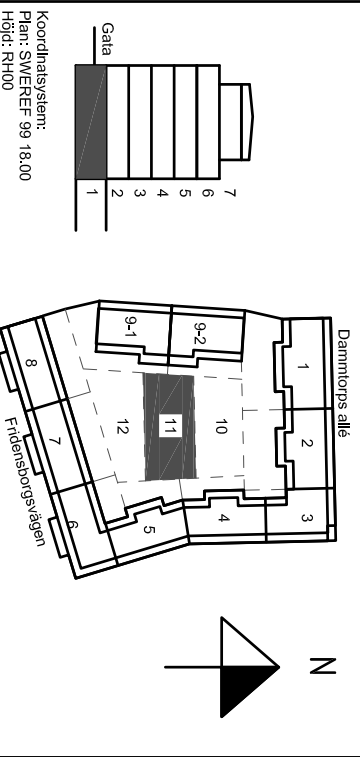 Gata
7
6
5
4
3
2
1
Koordinatsystem:
Plan: SWEREF 99 18.00
Höjd: RH00
Dammtorps allé
1
2
3
4
5
6
7
8
9-1
9-2
10
11
12
Fridensborgsvägen
N